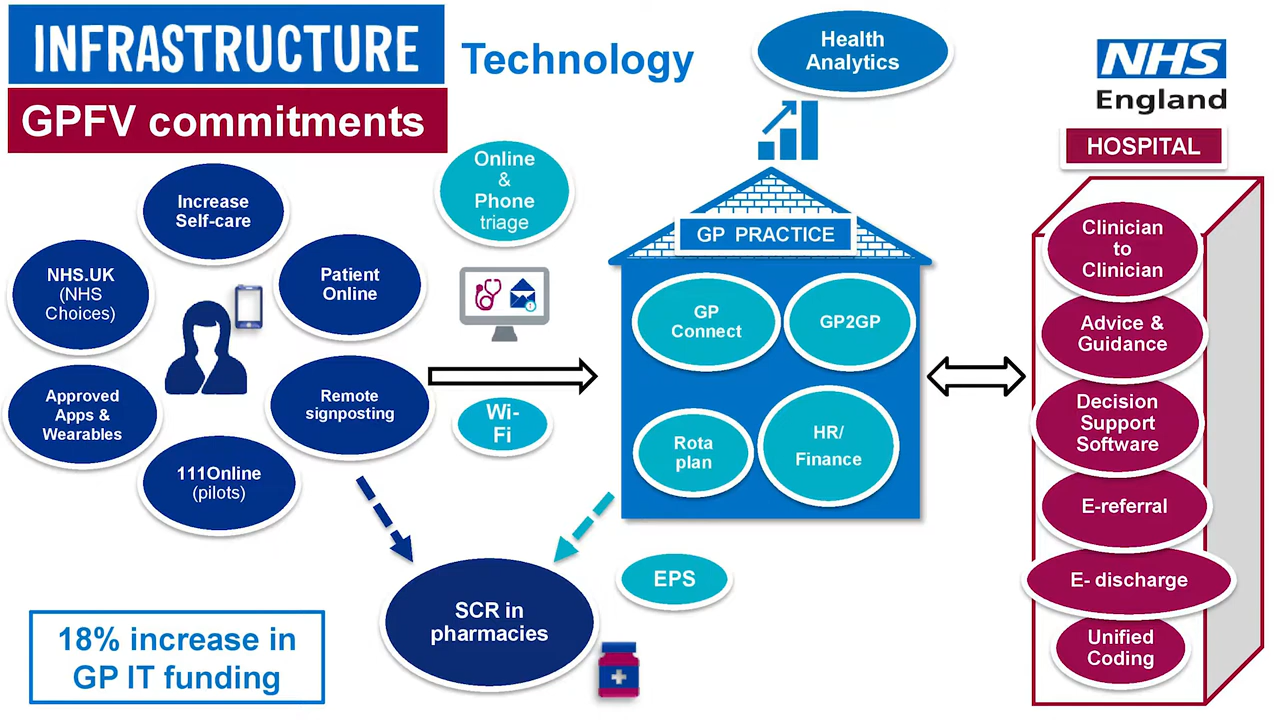 INFRASTRUCTURE
GPFV commitments
Technology
Health
Analytics
NHS
England
HOSPITAL
Increase
Self-care
NHS.UK
(NHS
Choices)
Patient
Online
Approved
Apps &
Wearables
Remote
signposting
111Online
(pilots)
Online
&
Phone
triage
Wi-
Fi
GP PRACTICE
GP
Connect
GP2GP
Rota
plan
HR/
Finance
Clinician
to
Clinician
Advice &
Guidance
Decision
Support
Software
E-referral
E- discharge
Unified
Coding
SCR in
pharmacies
EPS
18% increase in
GP IT funding